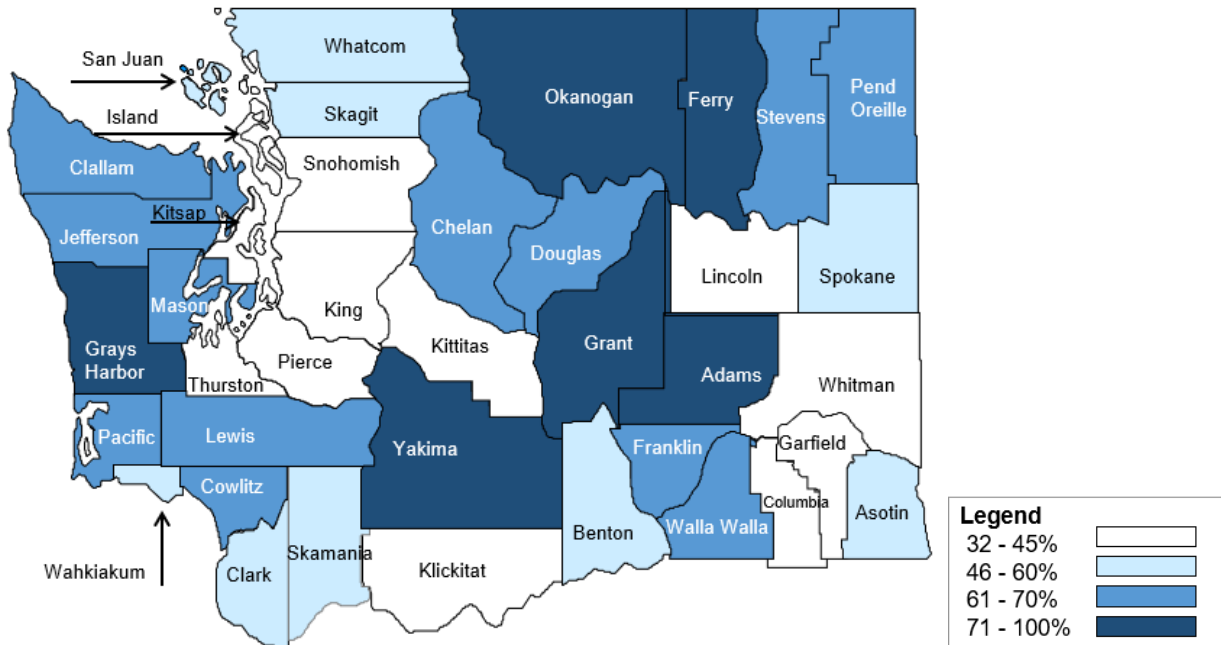 Whatcom
San Juan
Okanogan
Ferry
Pend
Oreille
Stevens
Skagit
Island
Snohomish
Clallam
Kitsap
Chelan
Jefferson
Douglas
Lincoln
Spokane
Mason
King
Grays
Harbor
Kittitas
Grant
Pierce
Adams
Thurston
Whitman
Pacific
Lewis
Yakima
Franklin
Garfield
Cowlitz
Columbia
Asotin
Legend
Walla Walla
Benton
32 - 45%
Skamania
Wahkiakum
Clark
Klickitat
46 - 60%
61 - 70%
71 - 100%